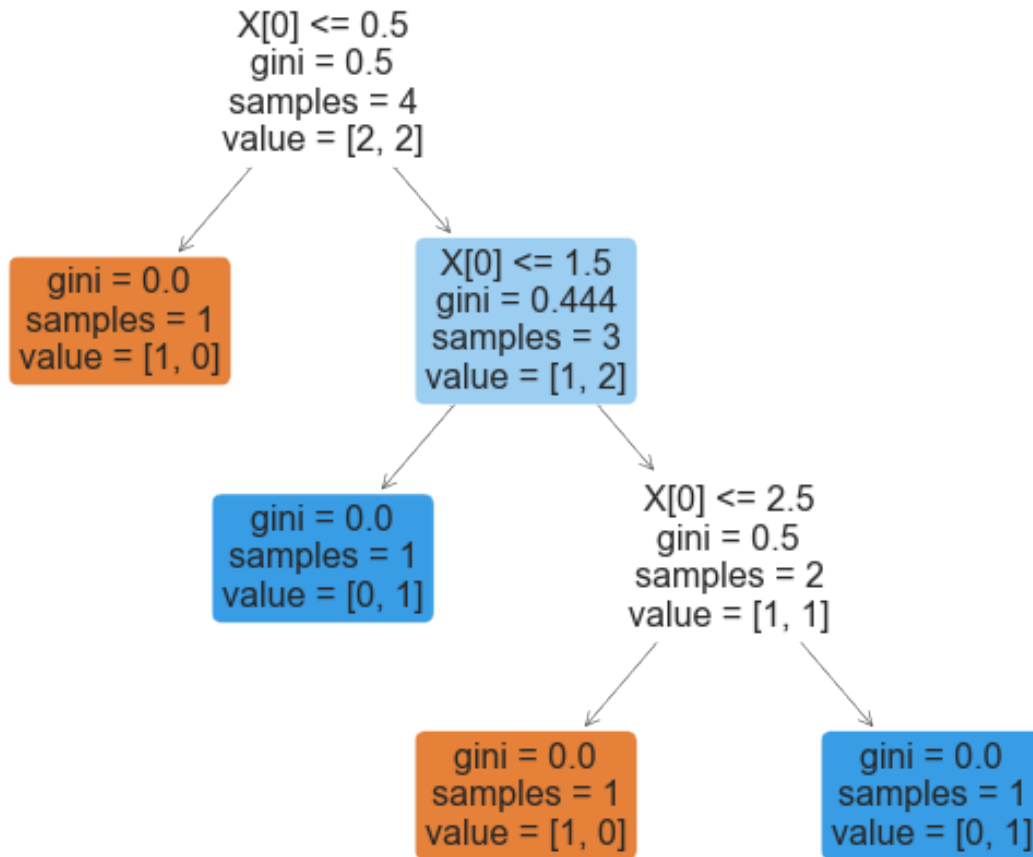 X[0] <= 0.5
gini = 0.5
samples = 4
value = [2, 2]
gini = 0.0
samples = 1
value = [1, 0]
X[0] <= 1.5
gini = 0.444
samples = 3
value = [1, 2]
gini = 0.0
samples = 1
value = [0, 1]
X[0] <= 2.5
gini = 0.5
samples = 2
value = [1, 1]
gini = 0.0
samples = 1
value = [1, 0]
gini = 0.0
samples = 1
value = [0, 1]